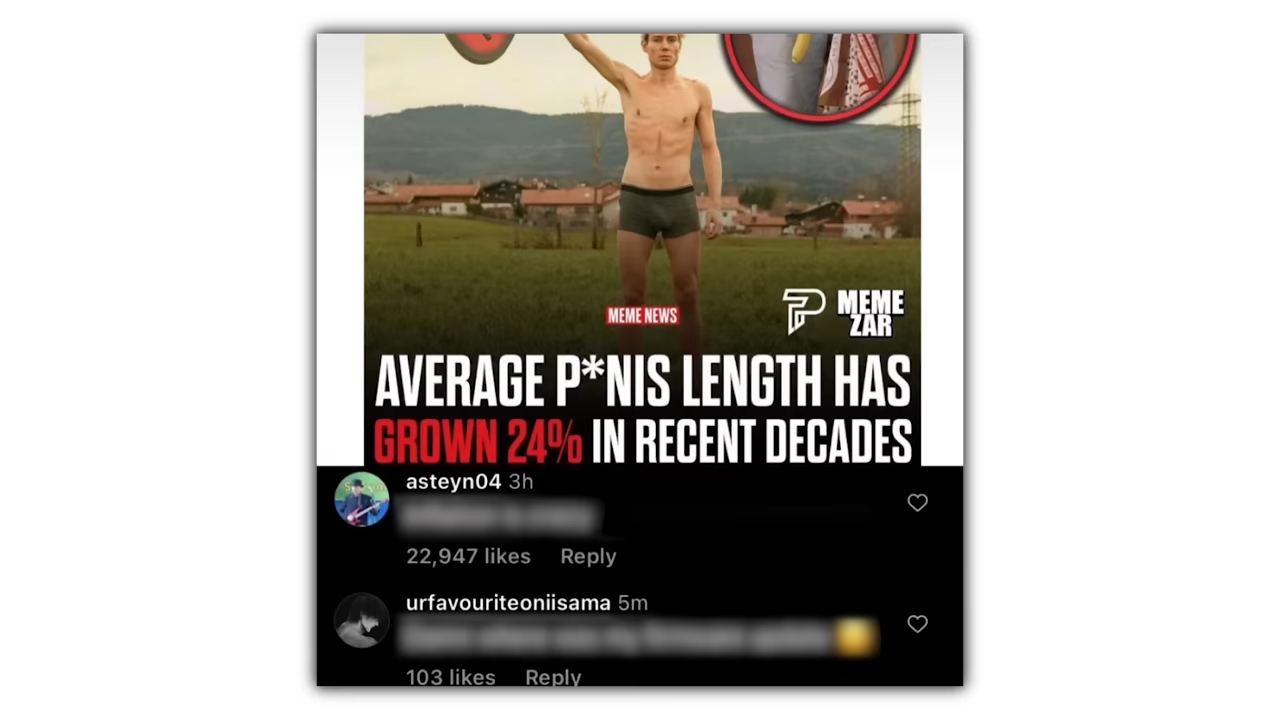 MEME NEWS
MEME
ZAR
AVERAGE P*NIS LENGTH HAS
GROWN 24% IN RECENT DECADES
asteyn04 3h
22,947 likes Reply
urfavouriteoniisama 5m
103 likes Reply